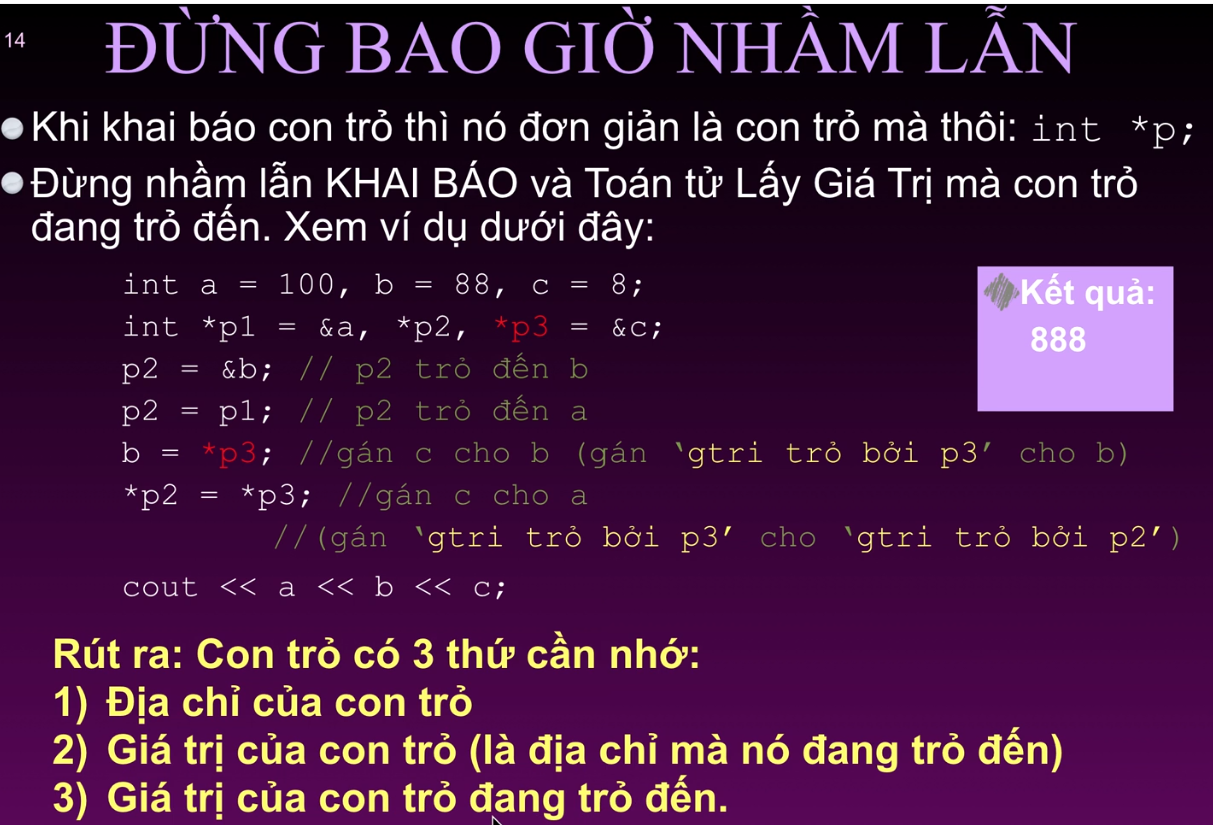 14
ĐỪNG BAO GIỜ NHẦM LẪN
Khi khai báo con trỏ thì nó đơn giản là con trỏ mà thôi: int *p;
Đừng nhầm lẫn KHAI BÁO và Toán tử Lấy Giá Trị mà con trỏ
đang trỏ đến. Xem ví dụ dưới đây:
int a = 100, b = 88, c = 8;
int *p1 = &a, *p2, *p3 = &c;
p2 = &b; // p2 trỏ đến b
p2 = p1; // p2 trỏ đến a
b = *p3; //gán c cho b (gán ‵gtri trỏ bởi p3′ cho b)
*p2 = *p3; //gán c cho a
//(gán ‵gtri trỏ bởi p3′ cho ‵gtri trỏ bởi p2′)
cout << a << b << c;
Kết quả:
888
Rút ra: Con trỏ có 3 thứ cần nhớ:
1) Địa chỉ của con trỏ
2) Giá trị của con trỏ (là địa chỉ mà nó đang trỏ đến)
3) Giá trị của con trỏ đang trỏ đến.